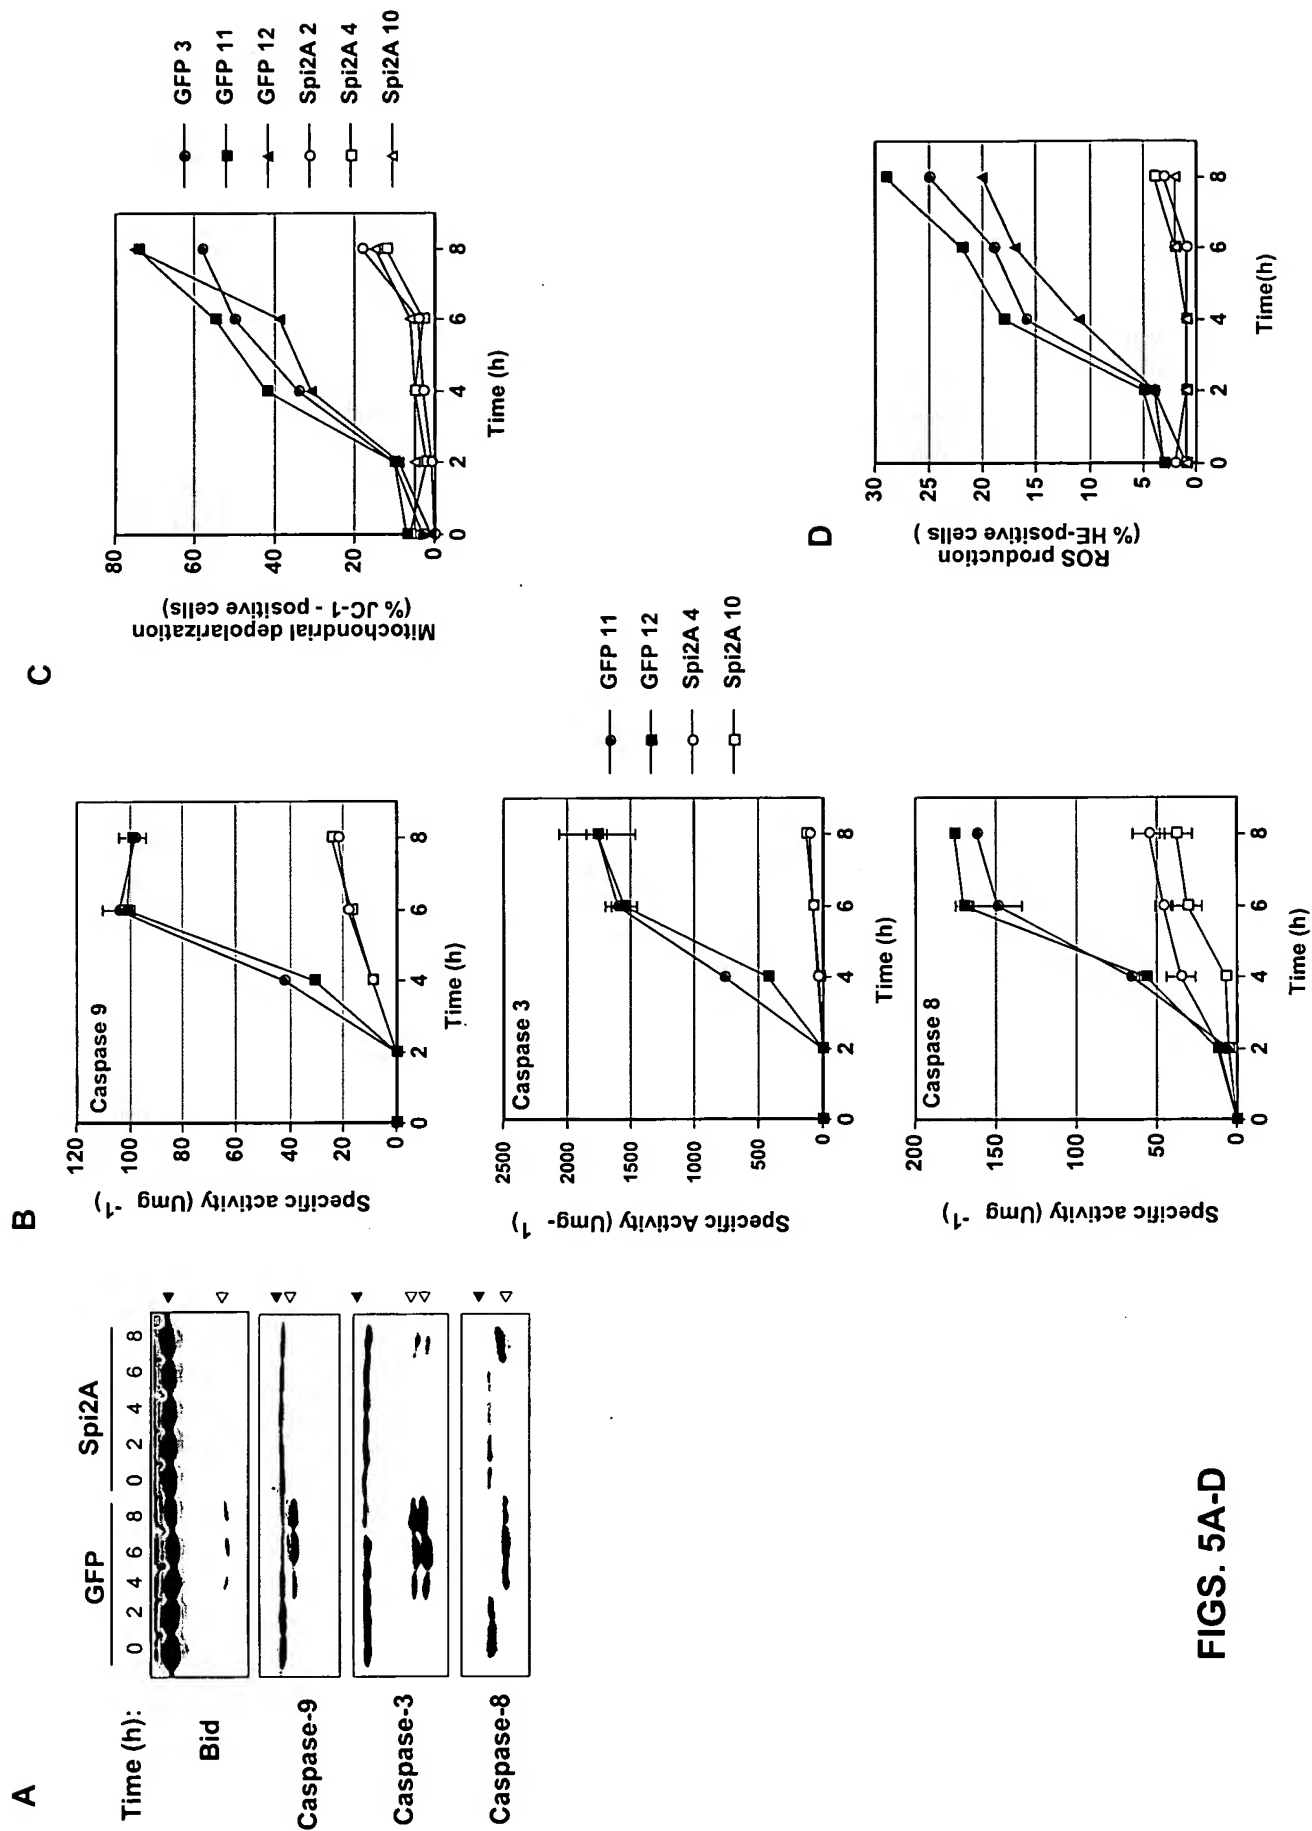 A
GFP
Spi2A
Time (h): 0 2 4 6 8 0 2 4 6 8
Bid
Caspase-9
Caspase-3
Caspase-8
B
Caspase 9
Specific activity (Umg -1)
120
100
80
60
40
20
0
0 2 4 6 8
Time (h)
Caspase 3
Specific Activity (Umg- 1)
2500
2000
1500
1000
500
0
0 2 4 6 8
Time (h)
GFP 11
GFP 12
Spi2A 4
Spi2A 10
Caspase 8
Specific activity (Umg -1)
200
150
100
50
0
0 2 4 6 8
Time (h)
C
Mitochondrial depolarization
(% JC-1 - positive cells)
80
60
40
20
0
0 2 4 6 8
Time (h)
GFP 3
GFP 11
GFP 12
Spi2A 2
Spi2A 4
Spi2A 10
D
ROS production
(% HE-positive cells )
30
25
20
15
10
5
0
0 2 4 6 8
Time(h)
FIGS. 5A-D